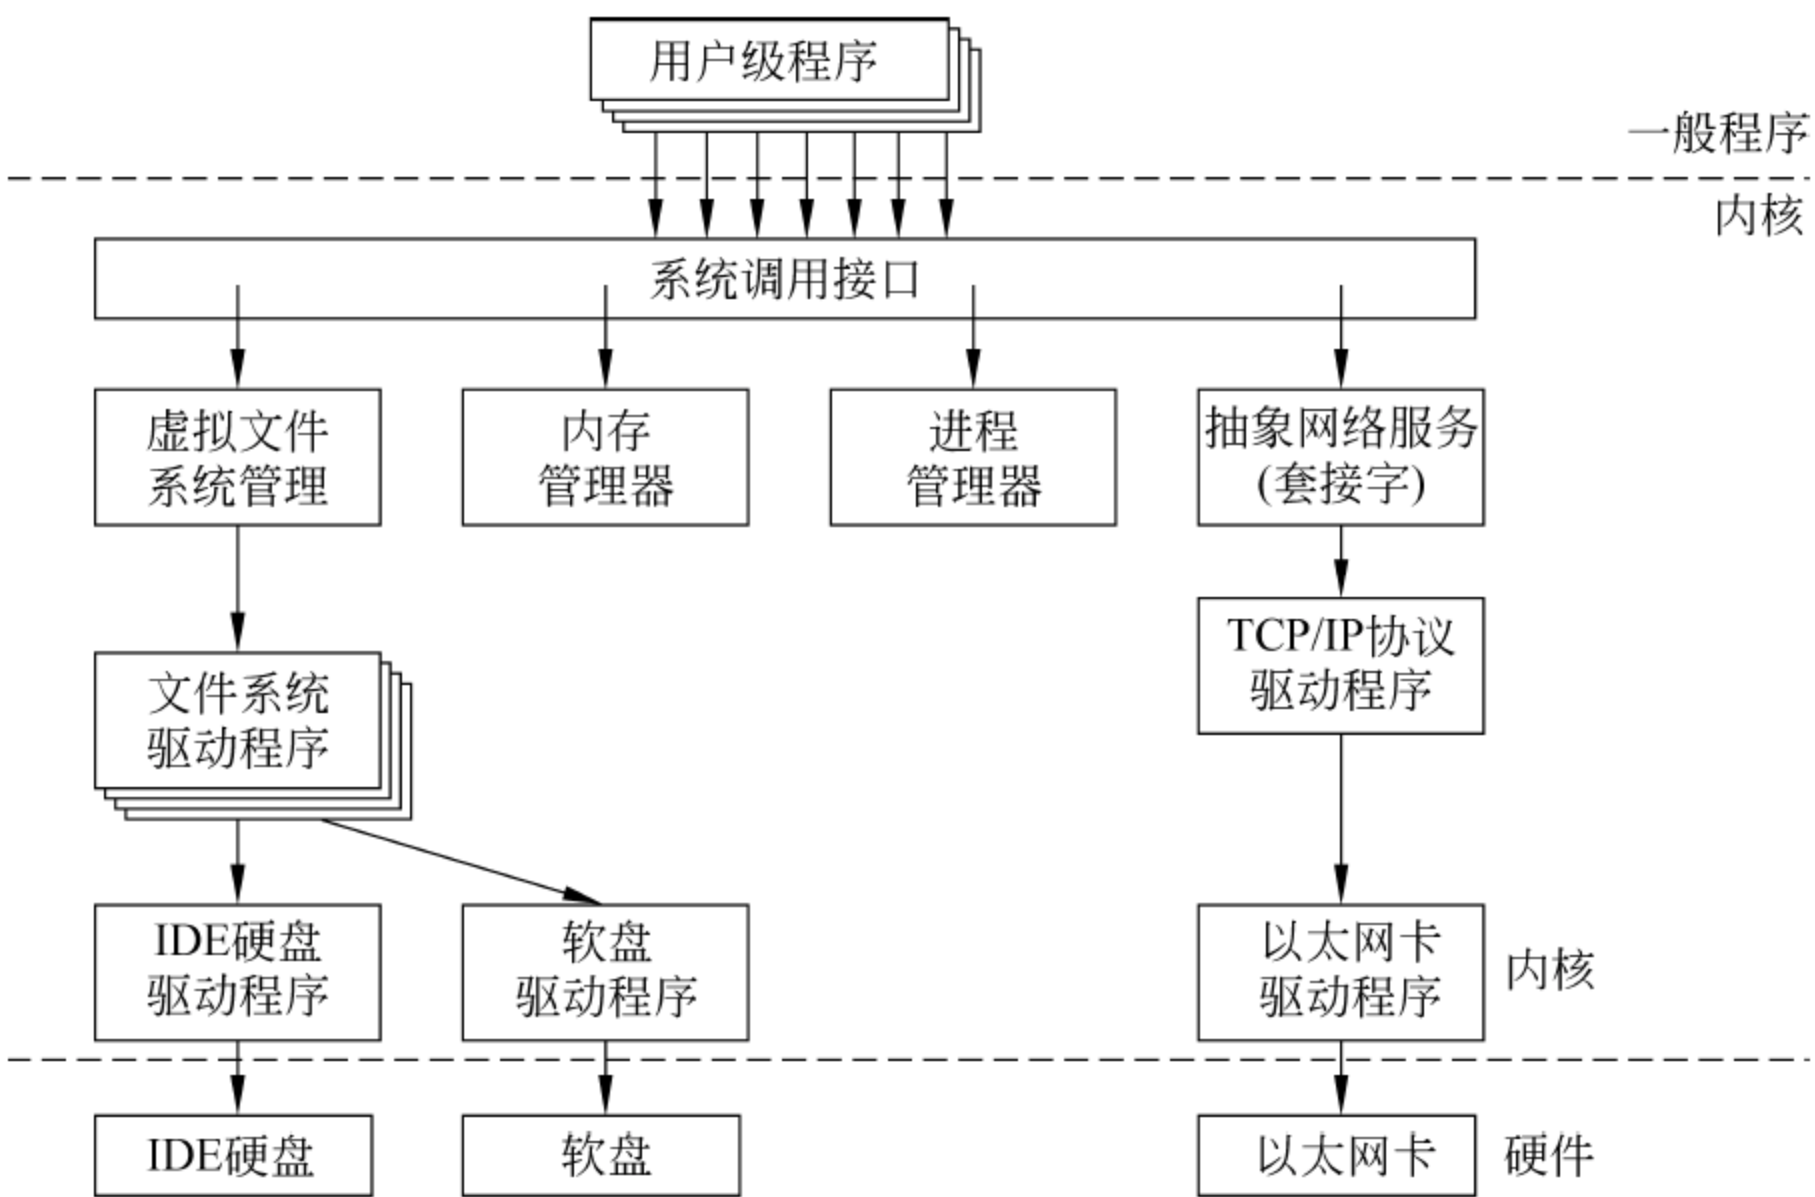 用户级程序
一般程序
内核
系统调用接口
虚拟文件
系统管理
内存
管理器
进程
管理器
抽象网络服务
(套接字)
TCP/IP协议
驱动程序
文件系统
驱动程序
IDE硬盘
驱动程序
软盘
驱动程序
以太网卡
驱动程序
内核
IDE硬盘
软盘
以太网卡
硬件